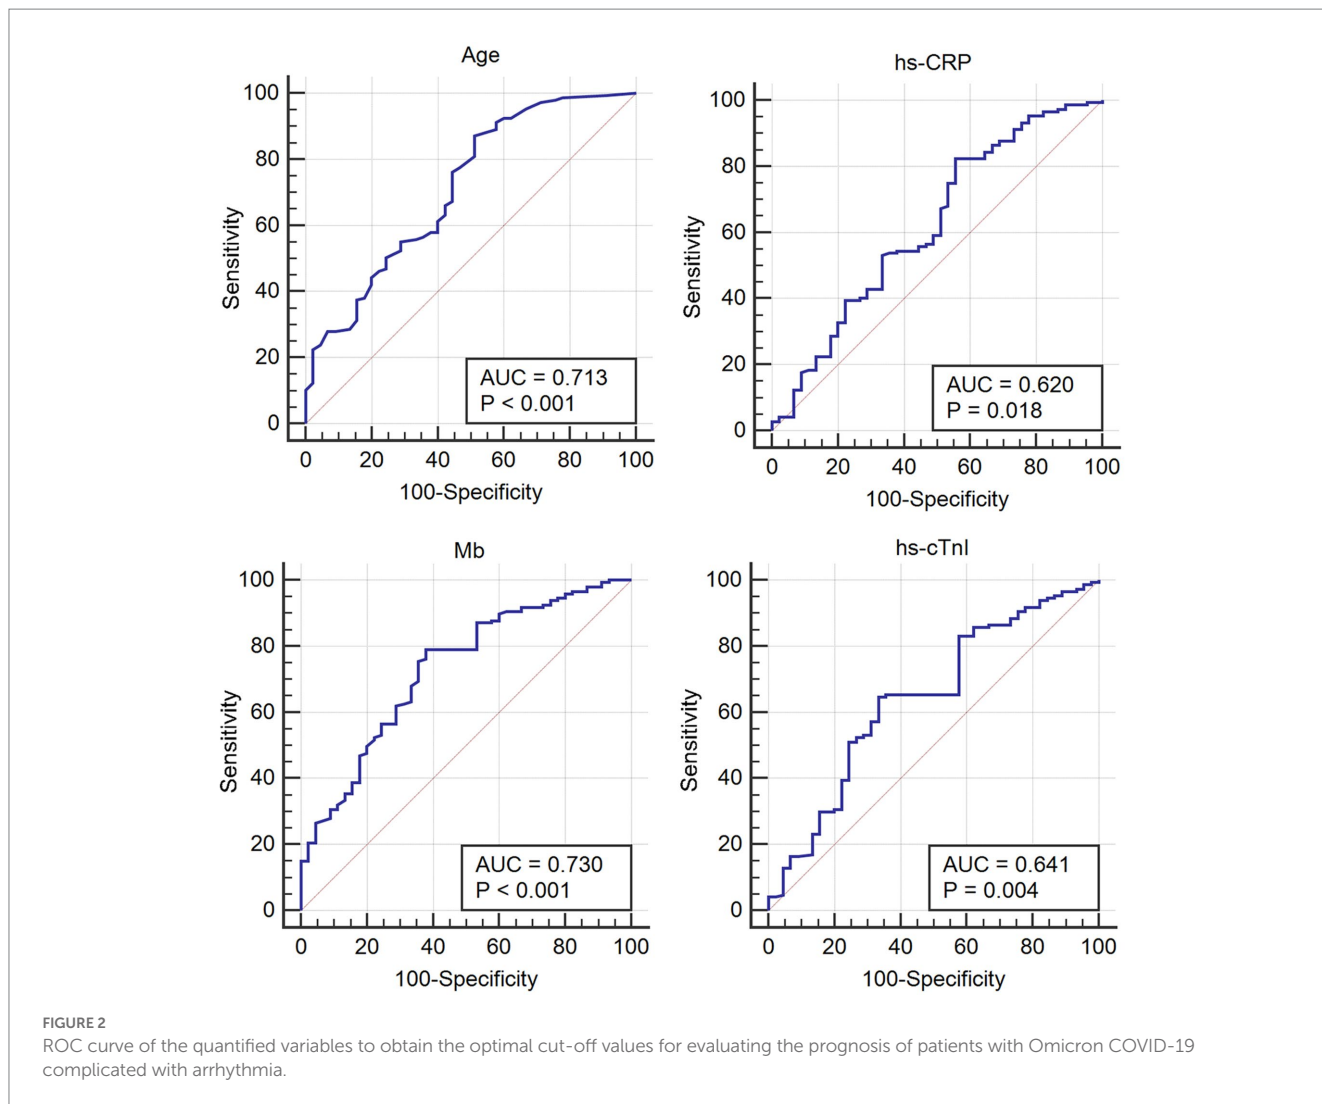 Age
100
80
60
40
20
0
Sensitivity
AUC = 0.713
P < 0.001
0 20 40 60 80 100
100-Specificity
hs-CRP
100
80
60
40
20
0
Sensitivity
AUC = 0.620
P = 0.018
0 20 40 60 80 100
100-Specificity
Mb
100
80
60
40
20
0
Sensitivity
AUC = 0.730
P < 0.001
0 20 40 60 80 100
100-Specificity
hs-cTnI
100
80
60
40
20
0
Sensitivity
AUC = 0.641
P = 0.004
0 20 40 60 80 100
100-Specificity
FIGURE 2
ROC curve of the quantified variables to obtain the optimal cut-off values for evaluating the prognosis of patients with Omicron COVID-19
complicated with arrhythmia.